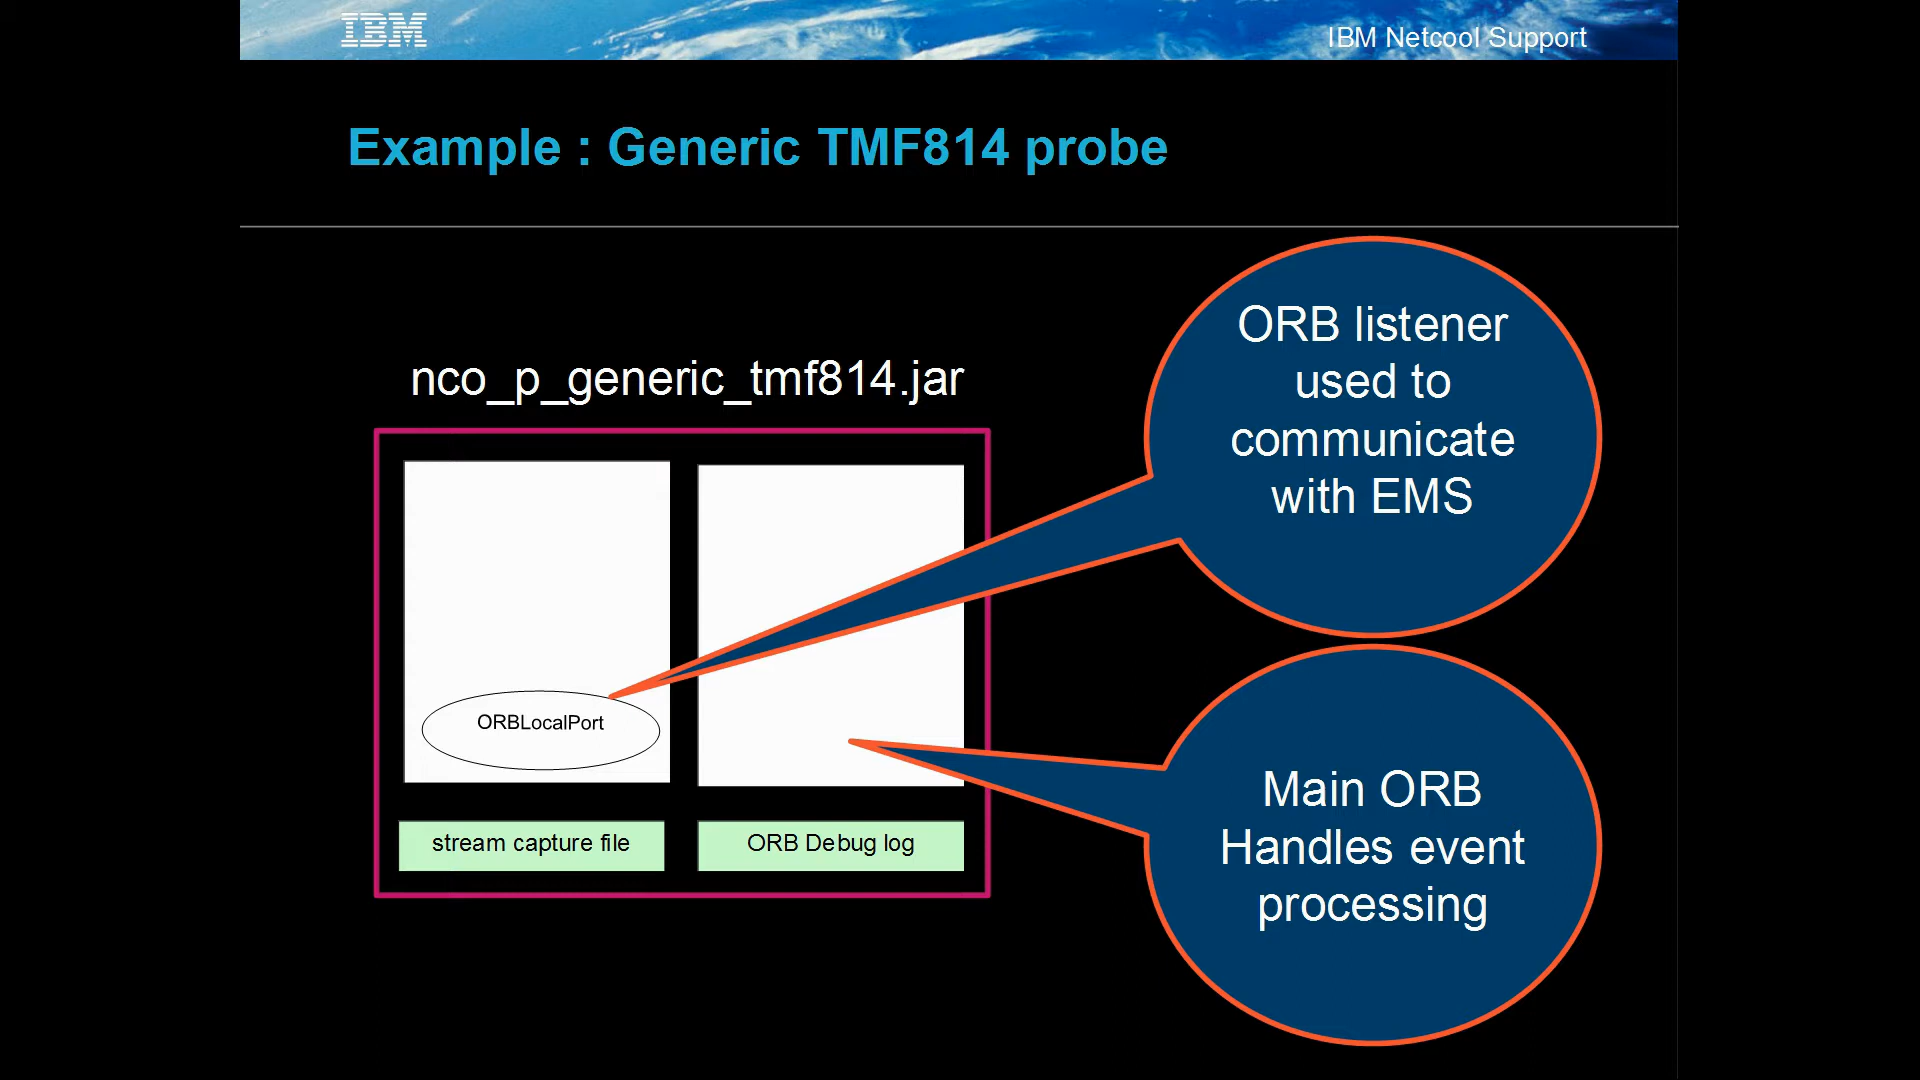 IBM
IBM Netcool Support
Example : Generic TMF814 probe
nco_p_generic_tmf814.jar
ORB listener
used to
communicate
with EMS
ORBLocalPort
stream capture file
ORB Debug log
Main ORB
Handles event
processing